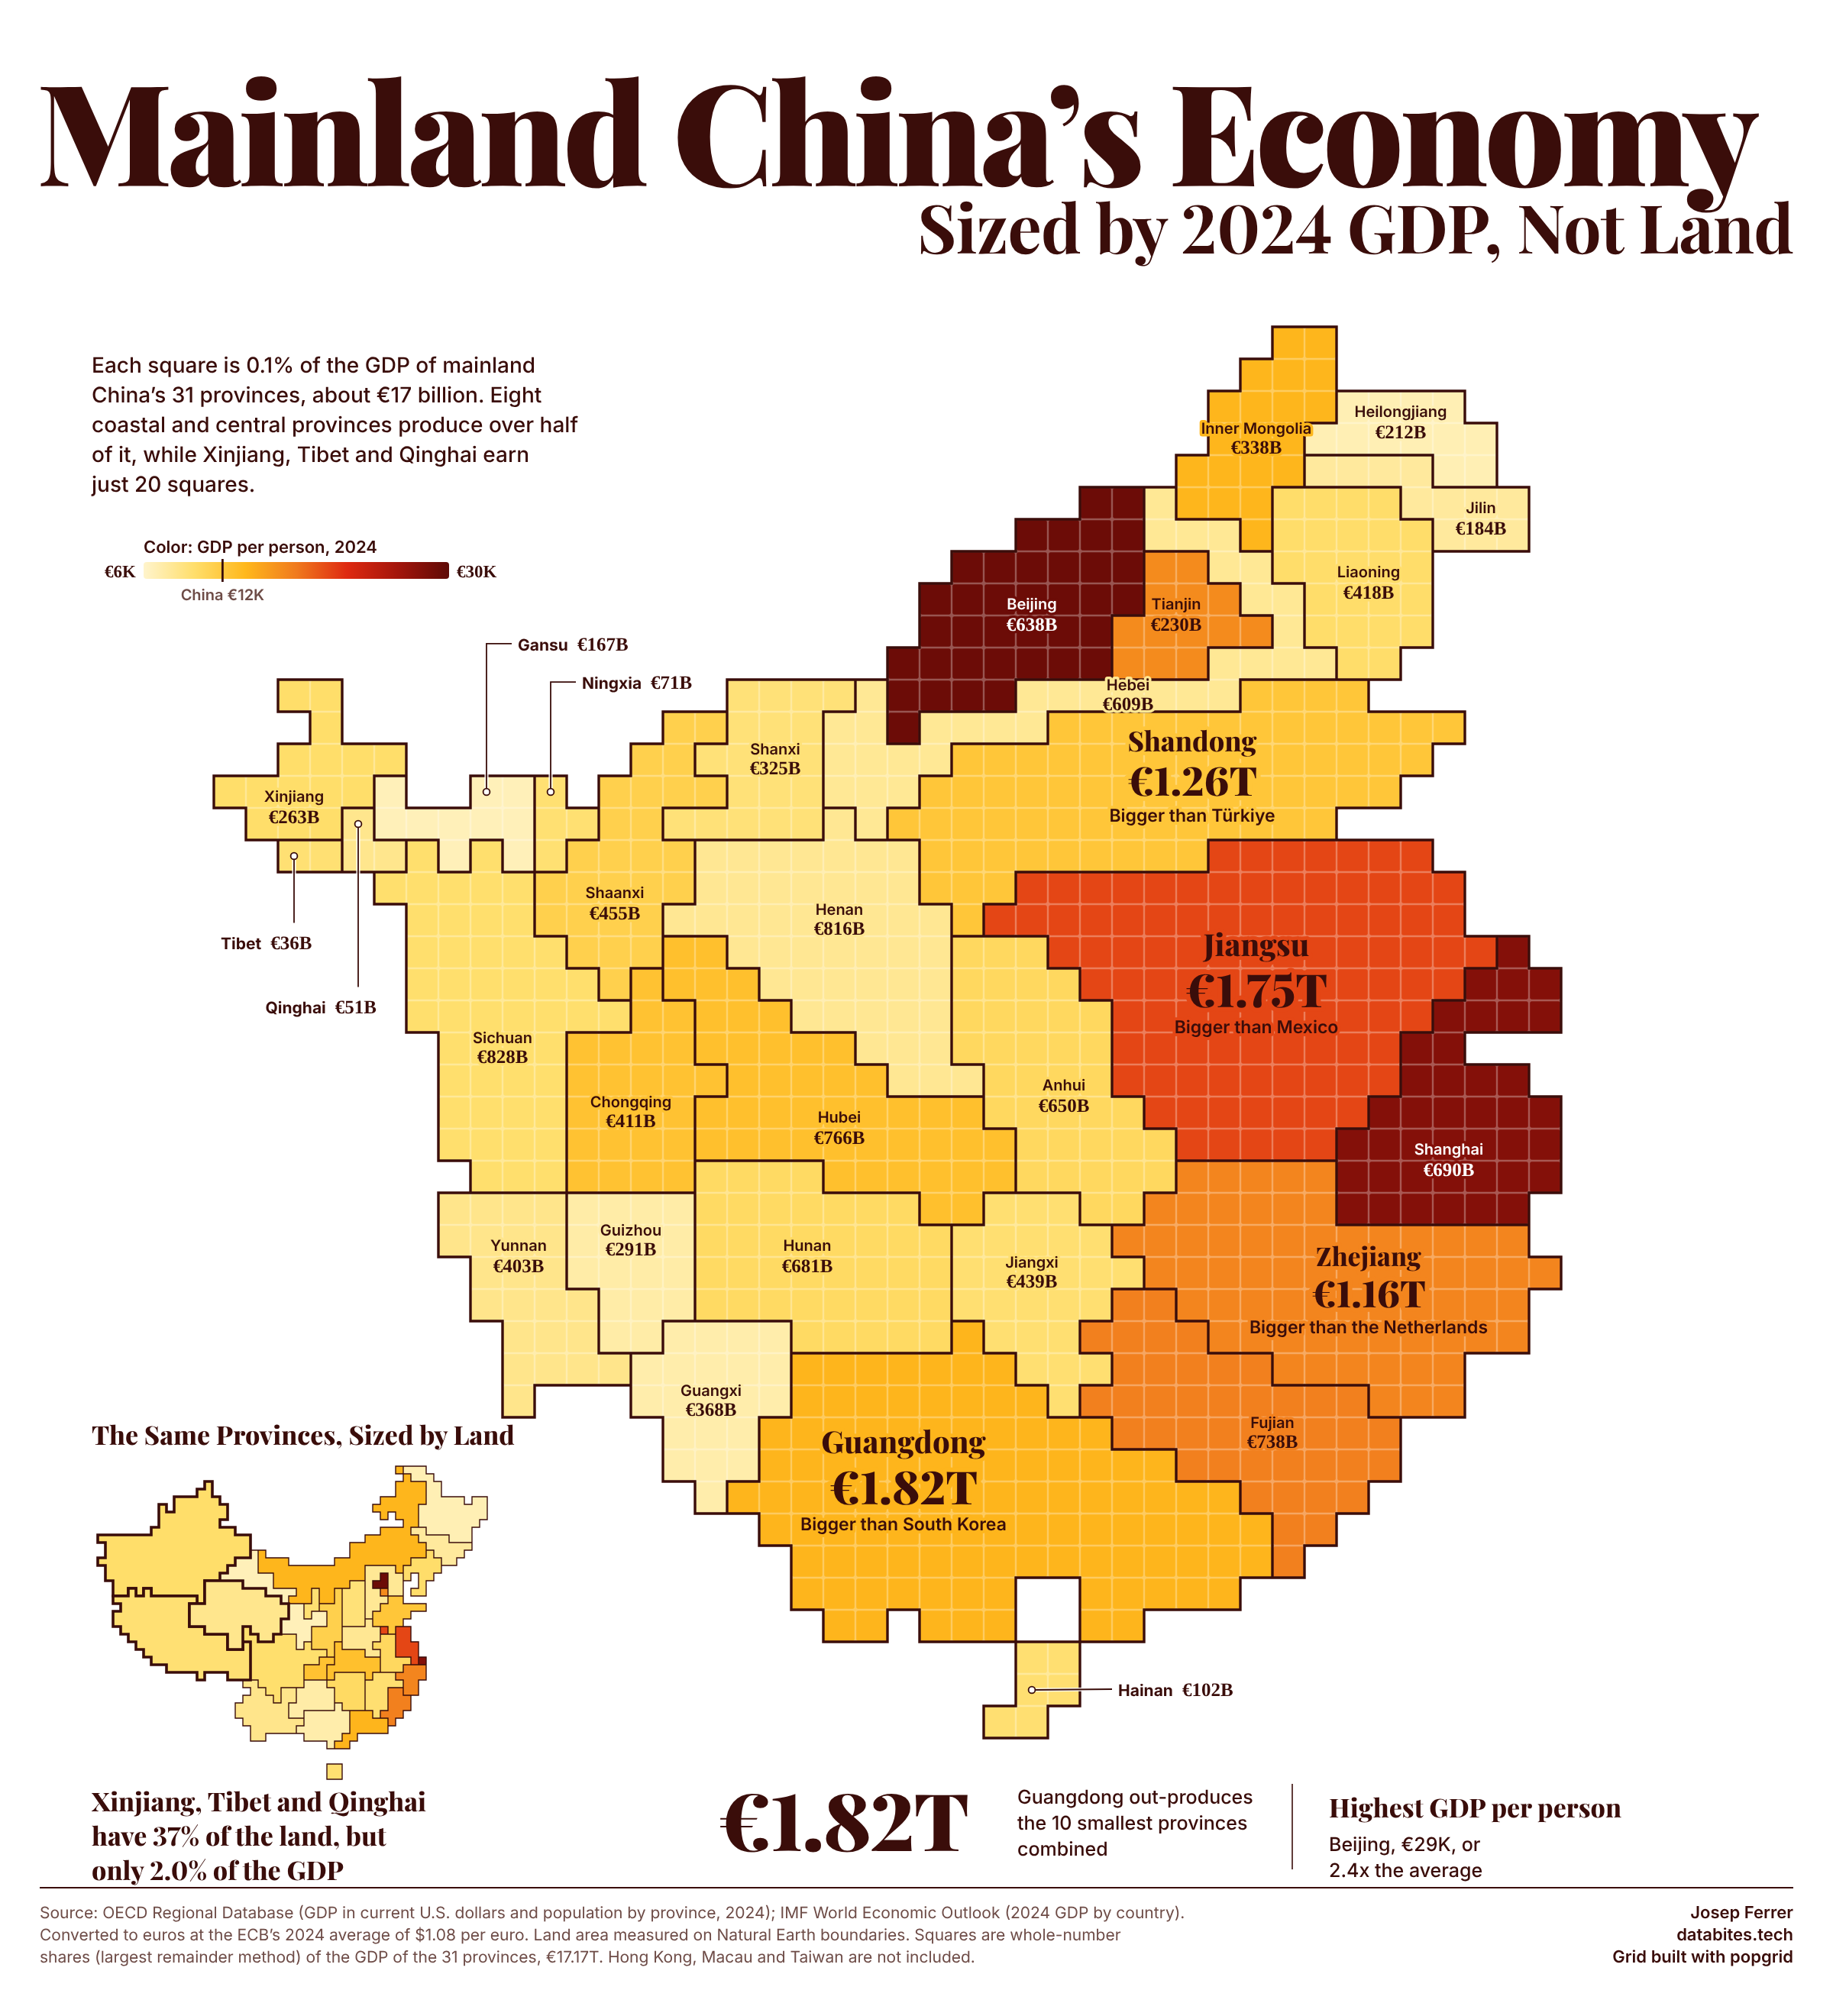 Mainland China’s Economy
Sized by 2024 GDP, Not Land
Each square is 0.1% of the GDP of mainland
China’s 31 provinces, about €17 billion. Eight
coastal and central provinces produce over half
of it, while Xinjiang, Tibet and Qinghai earn
just 20 squares.
Color: GDP per person, 2024
€6K
€30K
China €12K
Inner Mongolia
€338B
Heilongjiang
€212B
Jilin
€184B
Liaoning
€418B
Beijing
€638B
Tianjin
€230B
Gansu €167B
Ningxia €71B
Hebei
€609B
Shanxi
€325B
Shandong
€1.26T
Bigger than Türkiye
Xinjiang
€263B
Shaanxi
€455B
Henan
€816B
Tibet €36B
Qinghai €51B
Jiangsu
€1.75T
Bigger than Mexico
Sichuan
€828B
Chongqing
€411B
Hubei
€766B
Anhui
€650B
Shanghai
€690B
Yunnan
€403B
Guizhou
€291B
Hunan
€681B
Jiangxi
€439B
Zhejiang
€1.16T
Bigger than the Netherlands
Guangxi
€368B
Guangdong
€1.82T
Bigger than South Korea
Fujian
€738B
Hainan €102B
The Same Provinces, Sized by Land
Xinjiang, Tibet and Qinghai
have 37% of the land, but
only 2.0% of the GDP
€1.82T
Guangdong out-produces
the 10 smallest provinces
combined
Highest GDP per person
Beijing, €29K, or
2.4x the average
Source: OECD Regional Database (GDP in current U.S. dollars and population by province, 2024); IMF World Economic Outlook (2024 GDP by country).
Converted to euros at the ECB’s 2024 average of $1.08 per euro. Land area measured on Natural Earth boundaries. Squares are whole-number
shares (largest remainder method) of the GDP of the 31 provinces, €17.17T. Hong Kong, Macau and Taiwan are not included.
Josep Ferrer
databites.tech
Grid built with popgrid